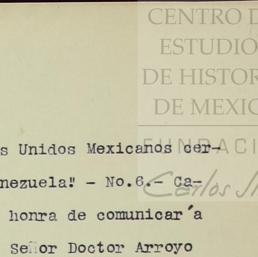 CENTRO D
ESTUDIO
DE HISTOR
DE MEXIC
FUNDACI
Carlos Sl
s Unidos Mexicanos cer-
nezuela." - No.6.- Ca-
honra de comunicar´a
Señor Doctor Arroyo